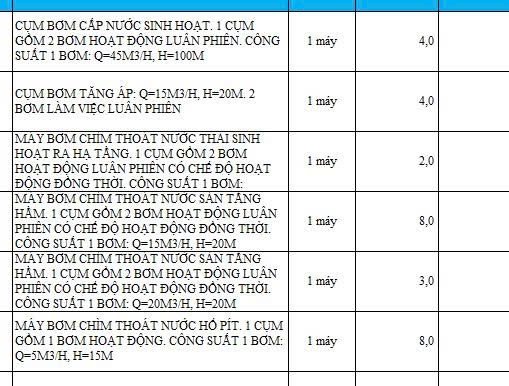 CỤM BƠM CẤP NƯỚC SINH HOẠT. 1 CỤM
GỒM 2 BƠM HOẠT ĐỘNG LUÂN PHIÊN. CÔNG
SUẤT 1 BƠM: Q=45M3/H, H=100M
1 máy
4,0
CỤM BƠM TĂNG ÁP: Q=15M3/H, H=20M. 2
BƠM LÀM VIỆC LUÂN PHIÊN
1 máy
4,0
MÁY BƠM CHÌM THOÁT NƯỚC THẢI SINH
HOẠT RA HẠ TẦNG. 1 CỤM GỒM 2 BƠM
HOẠT ĐỘNG LUÂN PHIÊN CÓ CHẾ ĐỘ HOẠT
ĐỘNG ĐỒNG THỜI. CÔNG SUẤT 1 BƠM:
1 máy
2,0
MÁY BƠM CHÌM THOÁT NƯỚC SÀN TẦNG
HẦM. 1 CỤM GỒM 2 BƠM HOẠT ĐỘNG LUÂN
PHIÊN CÓ CHẾ ĐỘ HOẠT ĐỘNG ĐỒNG THỜI.
CÔNG SUẤT 1 BƠM: Q=15M3/H, H=20M
1 máy
8,0
MÁY BƠM CHÌM THOÁT NƯỚC SÀN TẦNG
HẦM. 1 CỤM GỒM 2 BƠM HOẠT ĐỘNG LUÂN
PHIÊN CÓ CHẾ ĐỘ HOẠT ĐỘNG ĐỒNG THỜI.
CÔNG SUẤT 1 BƠM: Q=20M3/H, H=20M
1 máy
3,0
MÁY BƠM CHÌM THOÁT NƯỚC HỐ PÍT. 1 CỤM
GỒM 1 BƠM HOẠT ĐỘNG. CÔNG SUẤT 1 BƠM:
Q=5M3/H, H=15M
1 máy
8,0